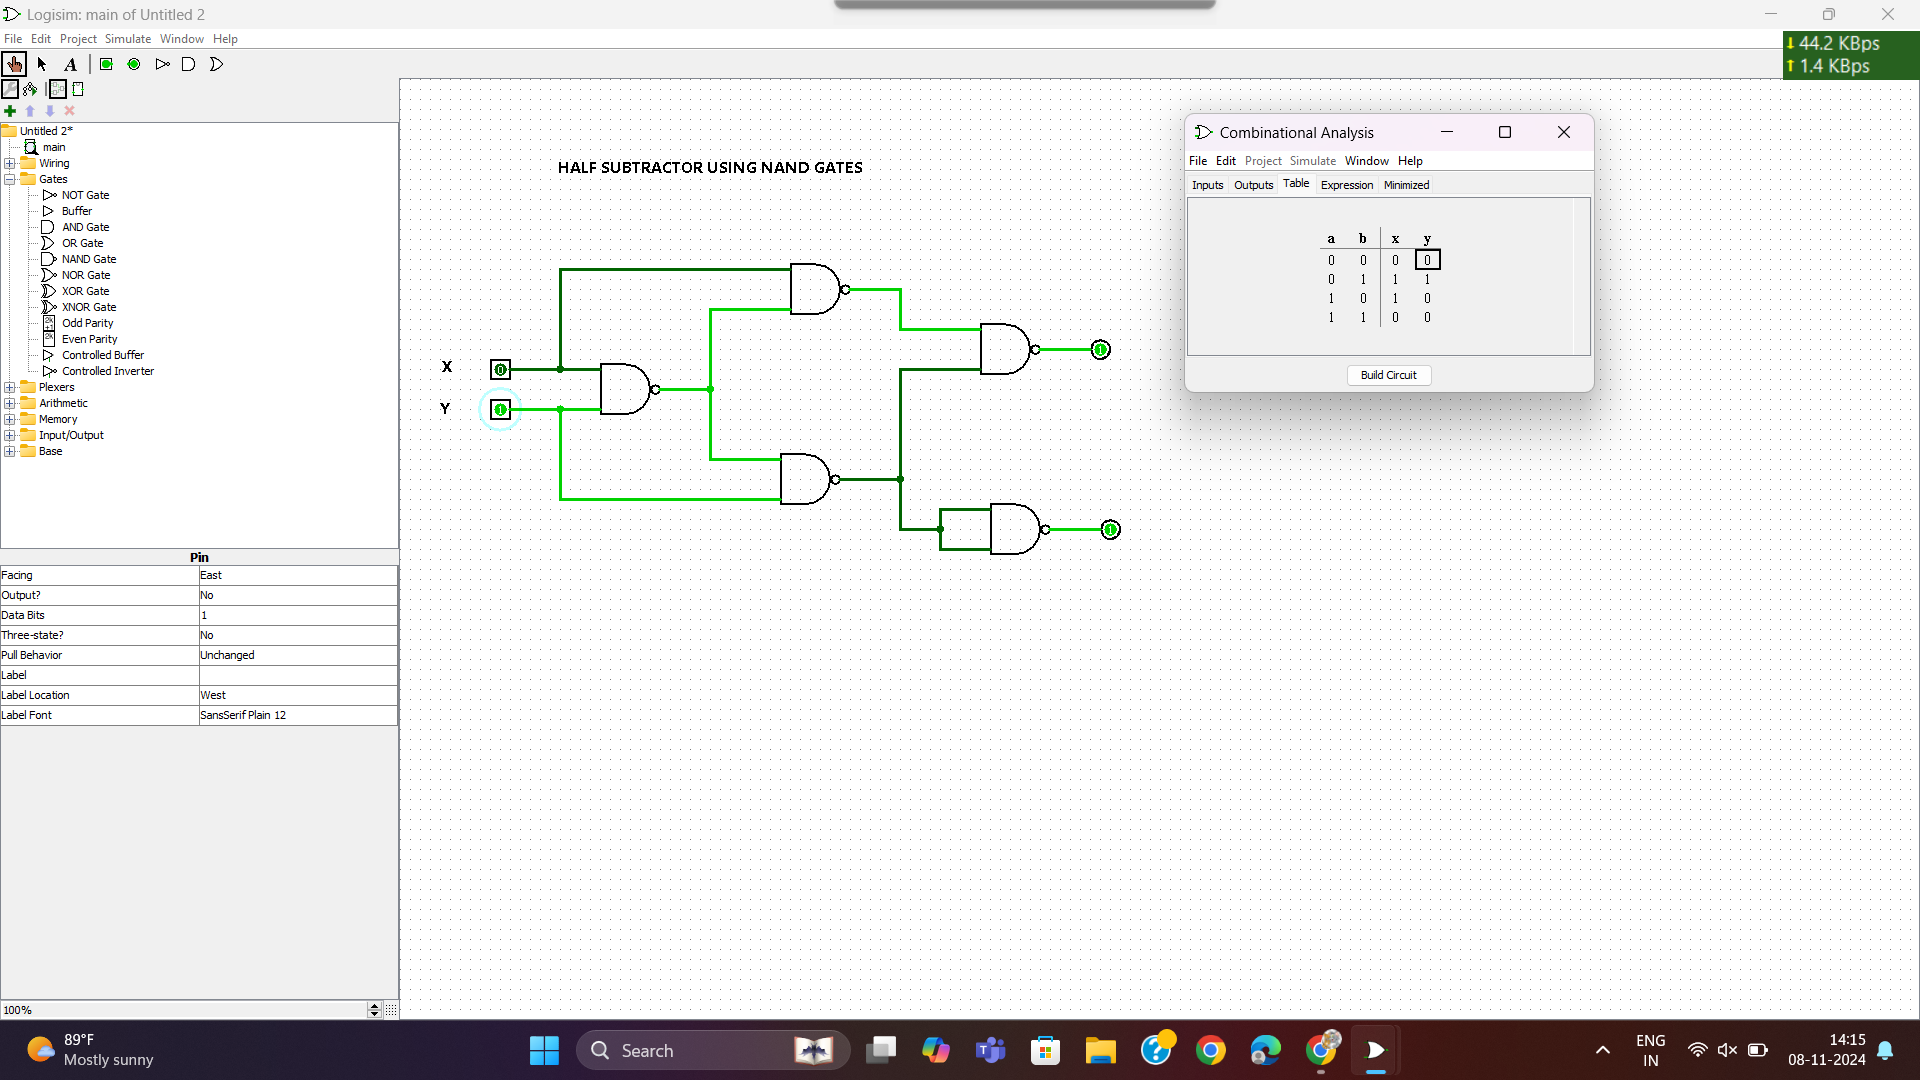 Logisim: main of Untitled 2
File Edit Project Simulate Window Help
A
44.2 KBps
1.4 KBps
Untitled 2*
main
Wiring
Gates
NOT Gate
Buffer
AND Gate
OR Gate
NAND Gate
NOR Gate
XOR Gate
XNOR Gate
Odd Parity
Even Parity
Controlled Buffer
Controlled Inverter
Plexers
Arithmetic
Memory
Input/Output
Base
Pin
Facing East
Output? No
Data Bits 1
Three-state? No
Pull Behavior Unchanged
Label
Label Location West
Label Font SansSerif Plain 12
100%
HALF SUBTRACTOR USING NAND GATES
X 0
Y 1
1
1
Combinational Analysis
File Edit Project Simulate Window Help
Inputs Outputs Table Expression Minimized
a b x y
0 0 0 0
0 1 1 1
1 0 1 0
1 1 0 0
Build Circuit
89°F
Mostly sunny
Search
ENG
IN
14:15
08-11-2024